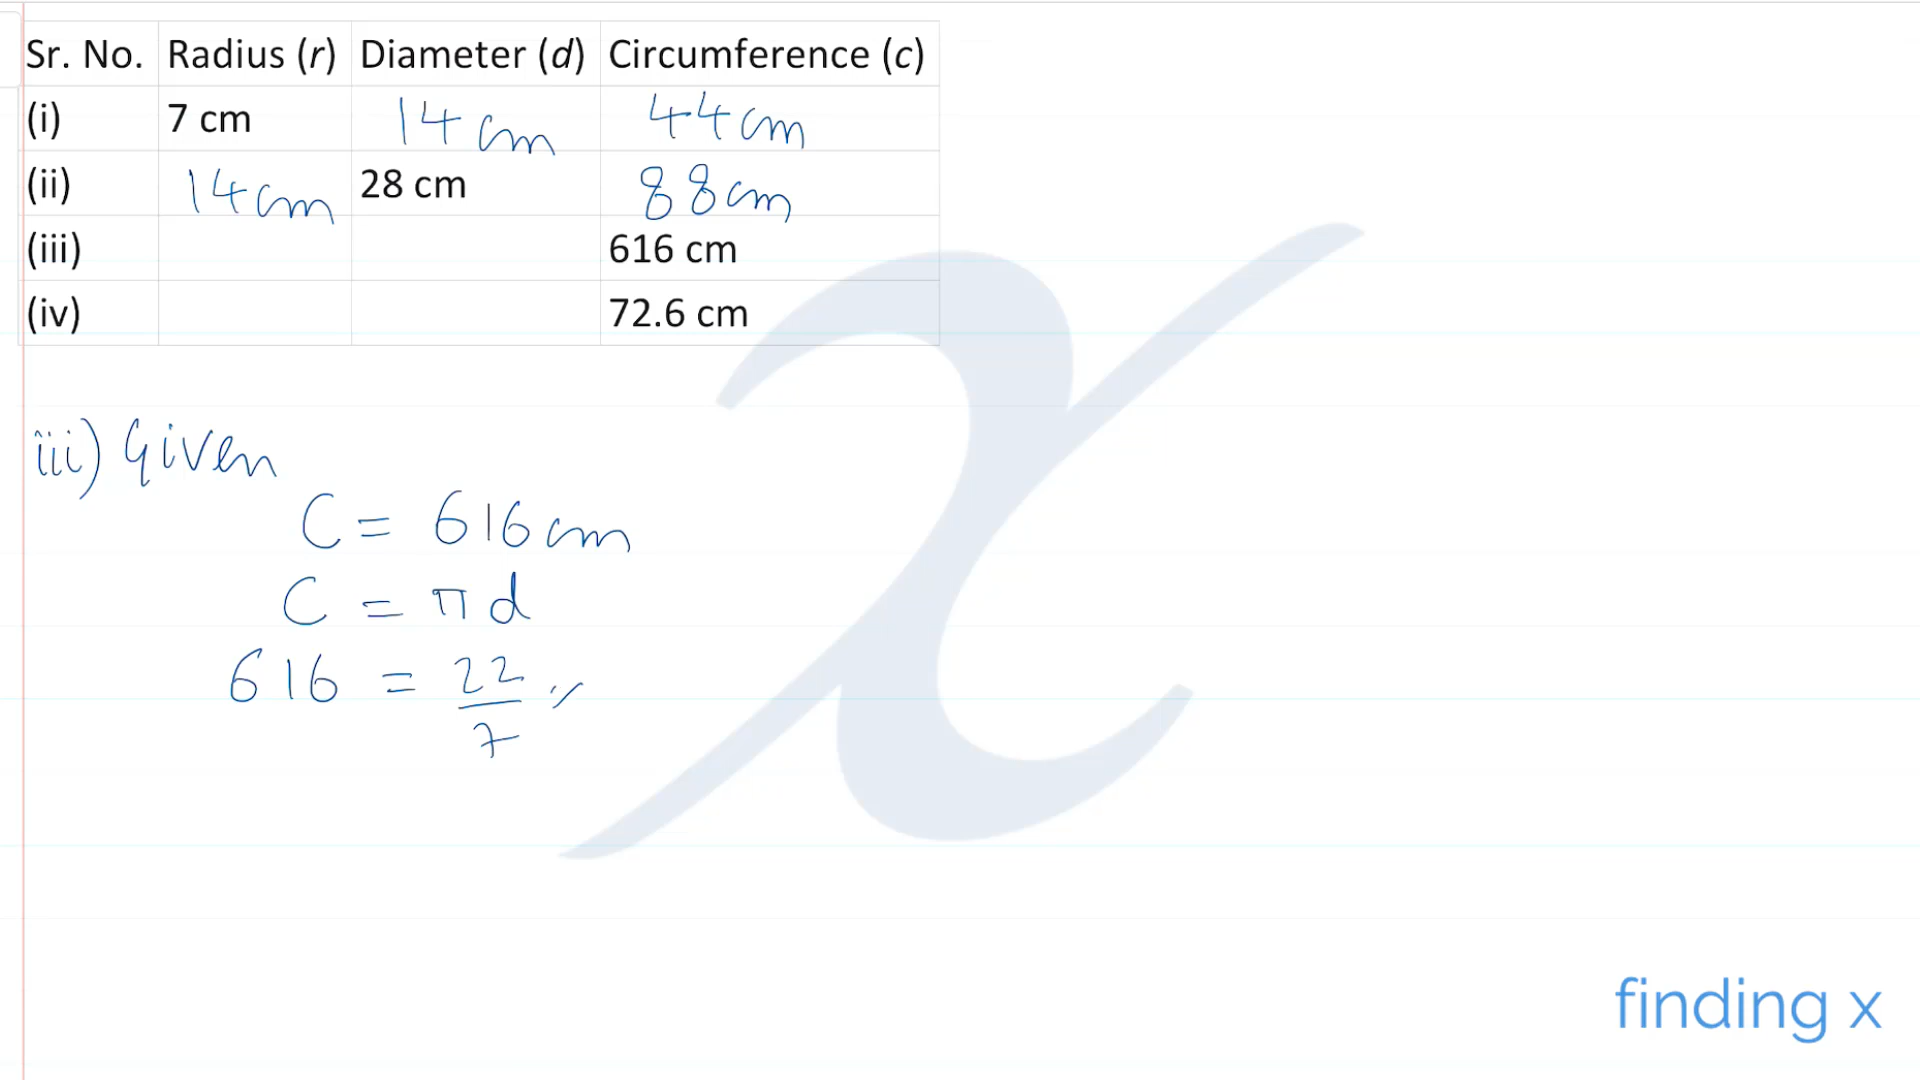 Sr. No. Radius (r) Diameter (d) Circumference (c)
(i) 7 cm 14 cm 44 cm
(ii) 14 cm 28 cm 88 cm
(iii) 616 cm
(iv) 72.6 cm
iii) Given
C = 616 cm
C = π d
616 = 22/7 ×
finding x